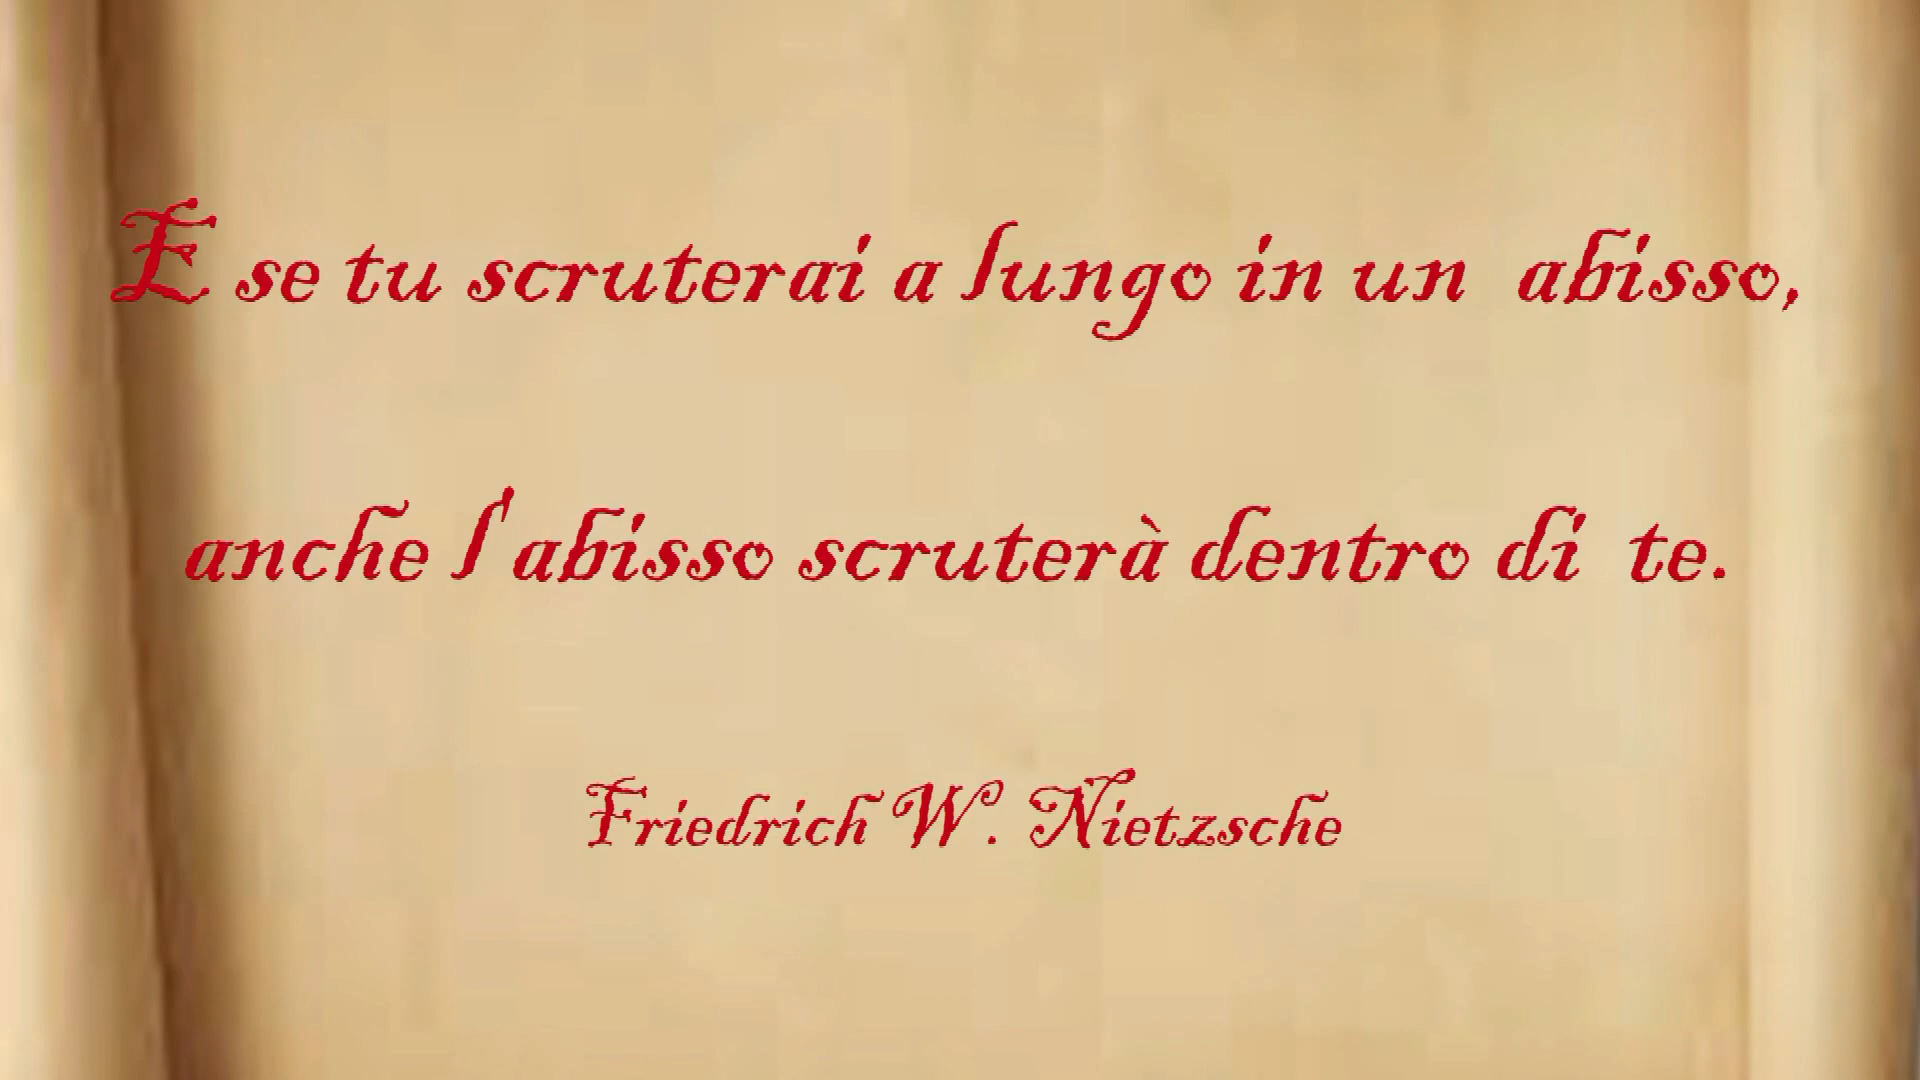 E se tu scruterai a lungo in un abisso,
anche l'abisso scruterà dentro di te.
Friedrich W. Nietzsche